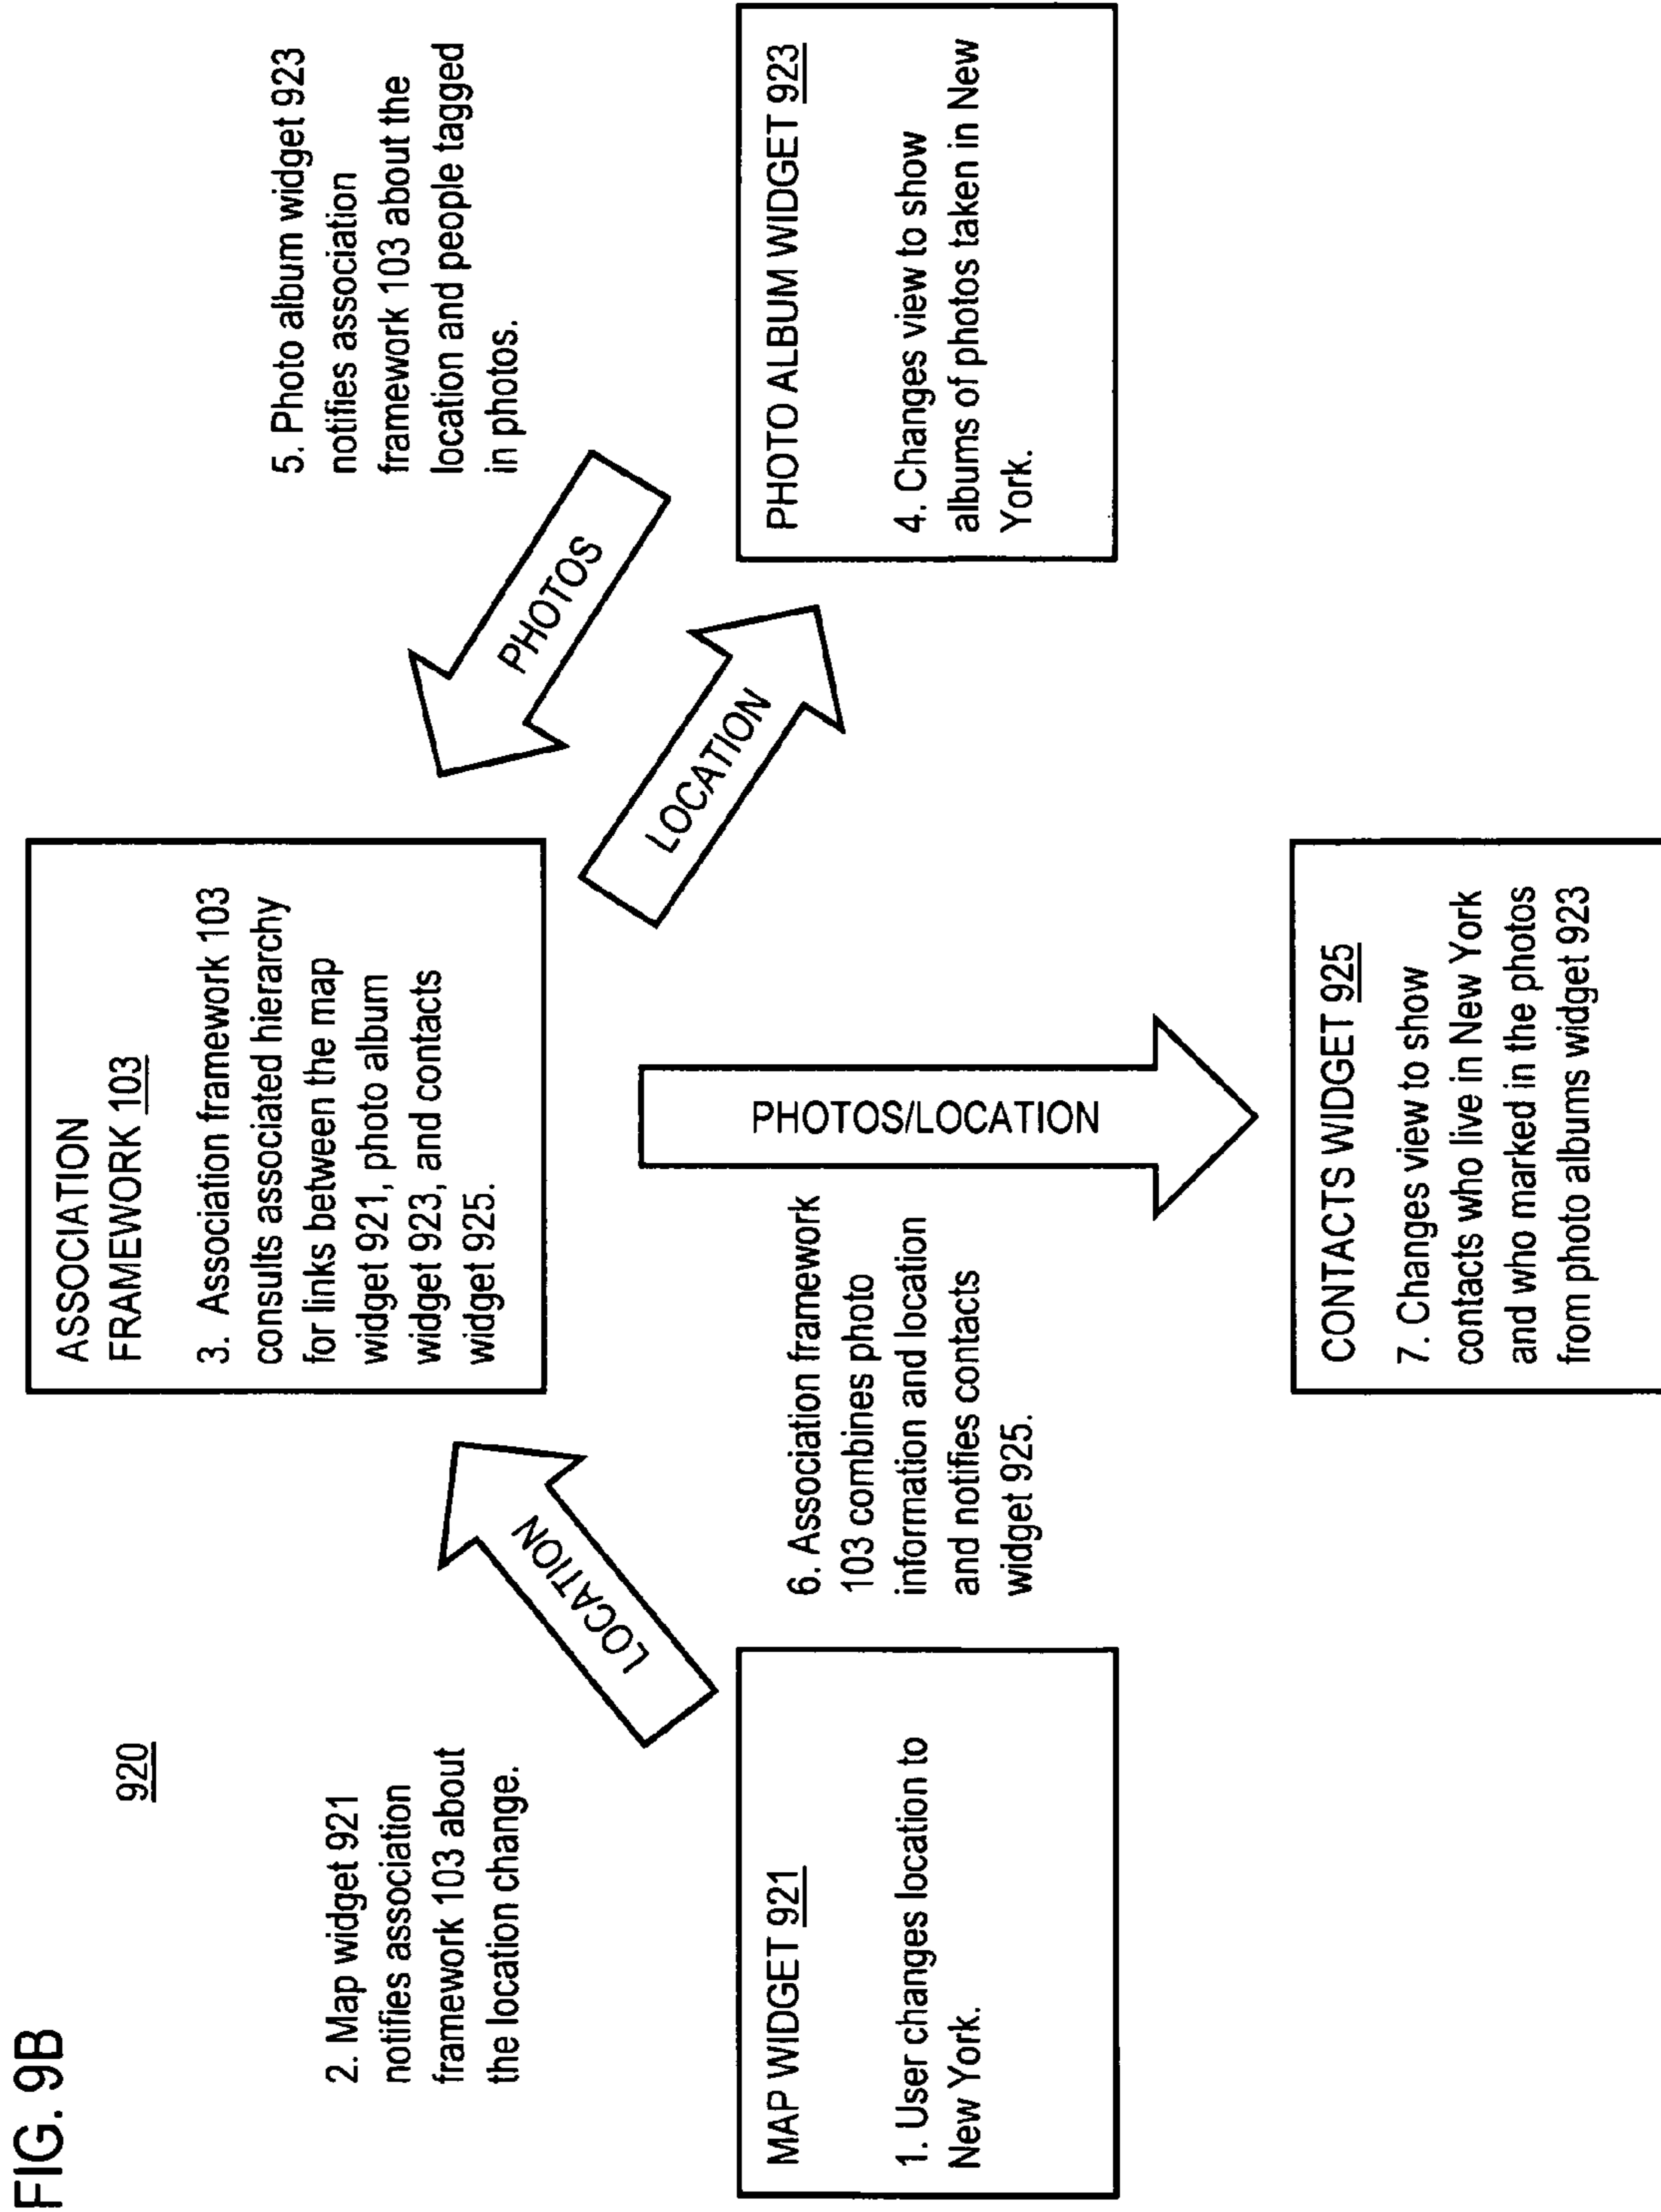 FIG. 9B
920
2. Map widget 921
notifies association
framework 103 about
the location change.
LOCATION
MAP WIDGET 921
1. User changes location to
New York.
ASSOCIATION
FRAMEWORK 103
3. Association framework 103
consults associated hierarchy
for links between the map
widget 921, photo album
widget 923, and contacts
widget 925.
LOCATION
PHOTO ALBUM WIDGET 923
4. Changes view to show
albums of photos taken in New
York.
PHOTOS
5. Photo album widget 923
notifies association
framework 103 about the
location and people tagged
in photos.
6. Association framework
103 combines photo
information and location
and notifies contacts
widget 925.
PHOTOS/LOCATION
CONTACTS WIDGET 925
7. Changes view to show
contacts who live in New York
and who marked in the photos
from photo albums widget 923